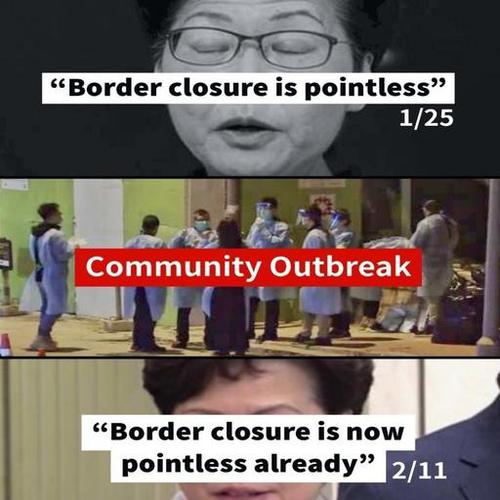 “Border closure is pointless”
1/25
Community Outbreak
“Border closure is now
pointless already”
2/11